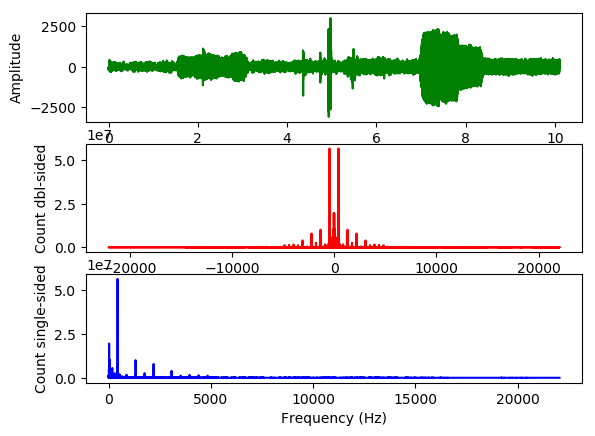 2500
0
−2500
Amplitude
0 2 4 6 8 10
1e7
5.0
2.5
0.0
Count dbl-sided
−20000 −10000 0 10000 20000
1e7
5.0
2.5
0.0
Count single-sided
0 5000 10000 15000 20000
Frequency (Hz)